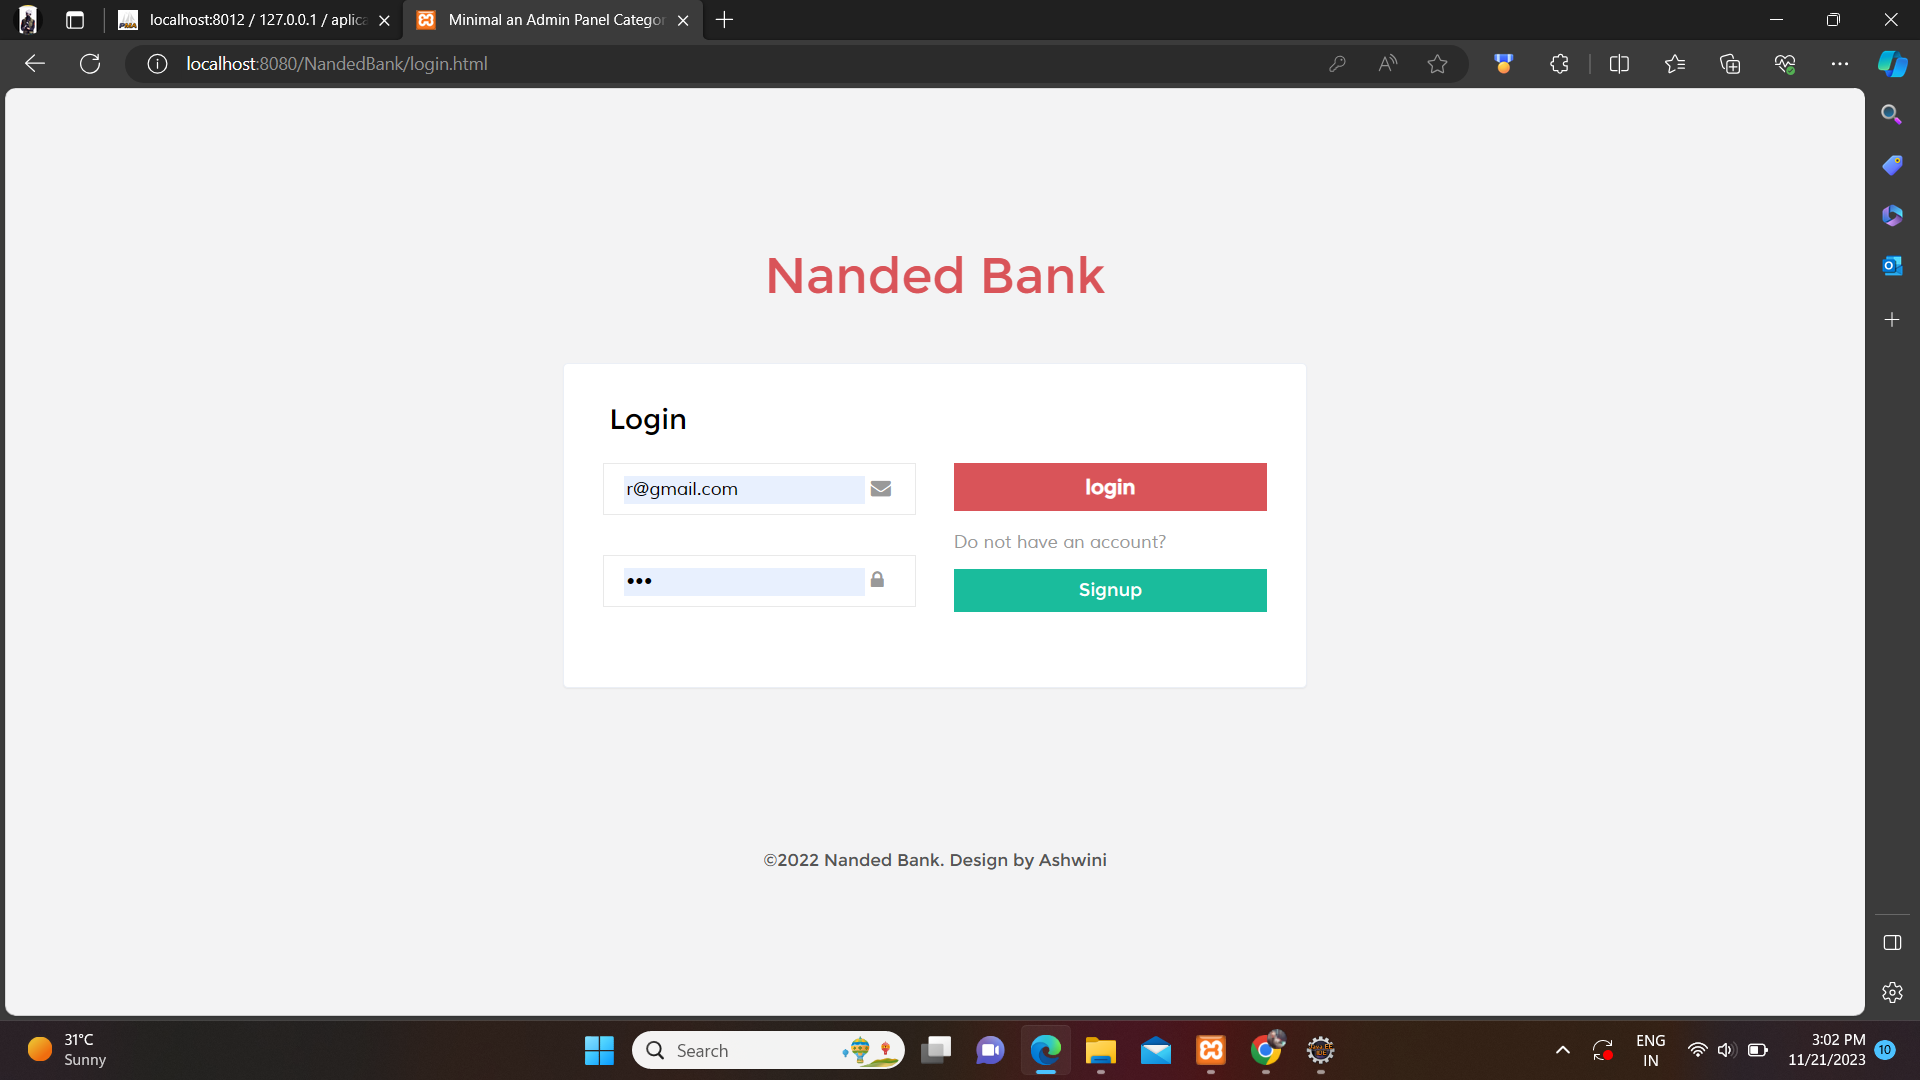 localhost:8012 / 127.0.0.1 / aplica
Minimal an Admin Panel Categor
localhost:8080/NandedBank/login.html
Nanded Bank
Login
r@gmail.com
login
Do not have an account?
•••
Signup
©2022 Nanded Bank. Design by Ashwini
31°C
Sunny
Search
ENG
IN
3:02 PM
11/21/2023
10